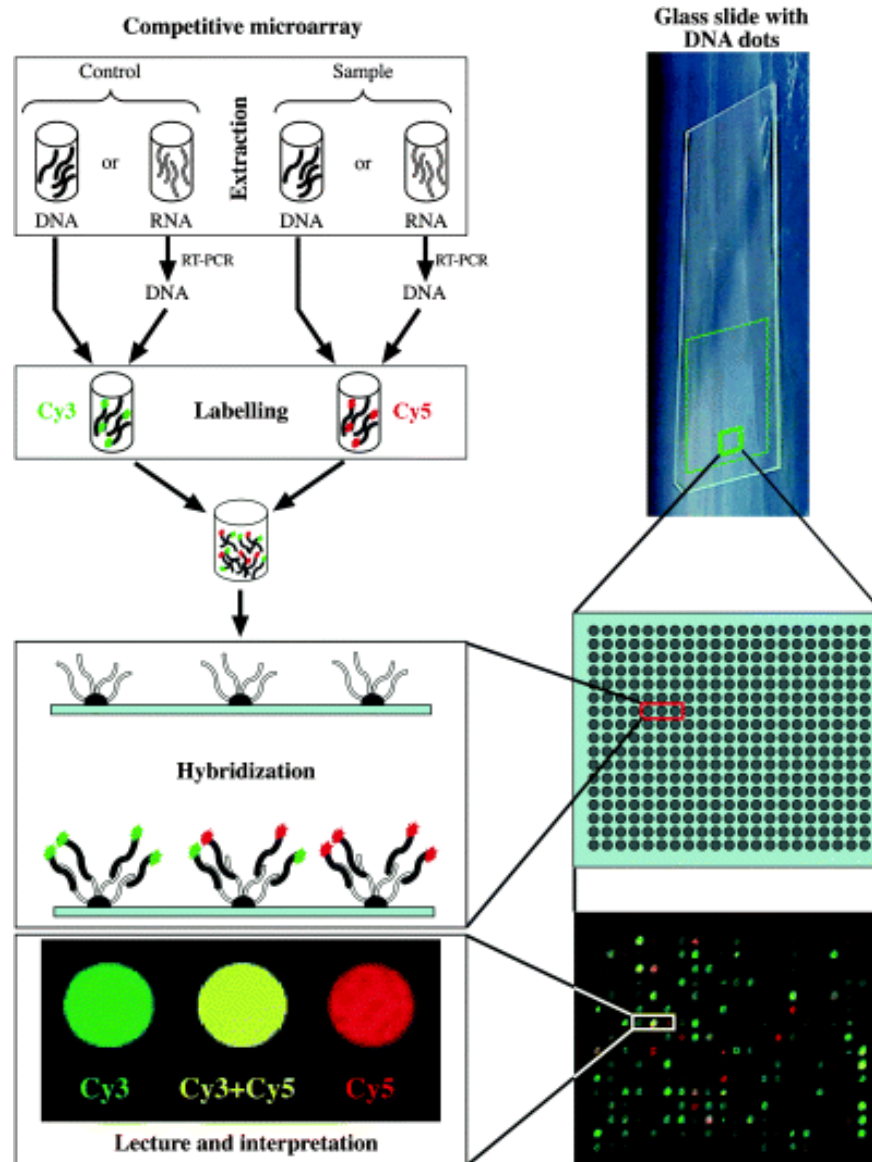 Competitive microarray
Control
Sample
or
Extraction
or
DNA
RNA
DNA
RNA
RT-PCR
RT-PCR
DNA
DNA
Cy3
Labelling
Cy5
Hybridization
Cy3
Cy3+Cy5
Cy5
Lecture and interpretation
Glass slide with
DNA dots